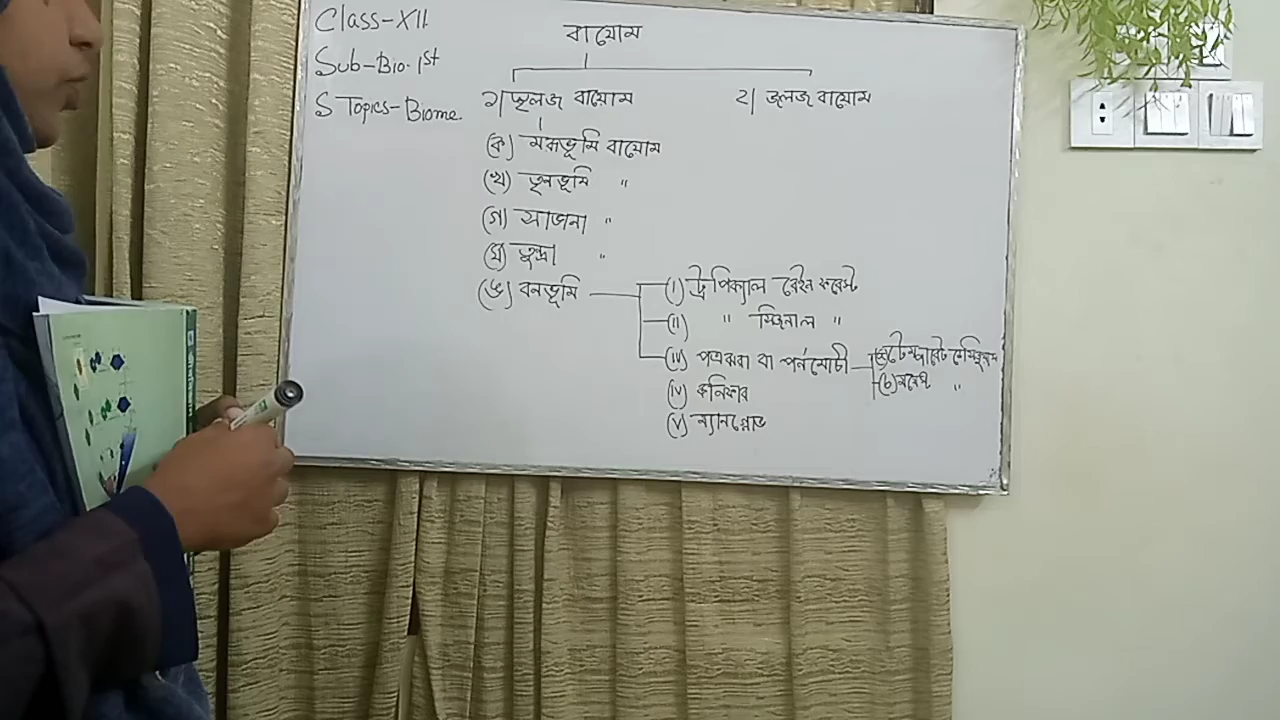 Class-XII
Sub-Bio.1st
S Topics-Biome
বায়োম
১। স্থলজ বায়োম
২। জলজ বায়োম
(ক) মরুভূমি বায়োম
(খ) তৃণভূমি "
(গ) সাভানা "
(ঘ) তুন্দ্রা "
(ঙ) বনভূমি
(i) ট্রপিক্যাল রেইন ফরেস্ট
(ii) " সিজনাল "
(iii) পত্রঝরা বা পর্ণমোচী
(iv) কনিফার
(v) ম্যানগ্রোভ